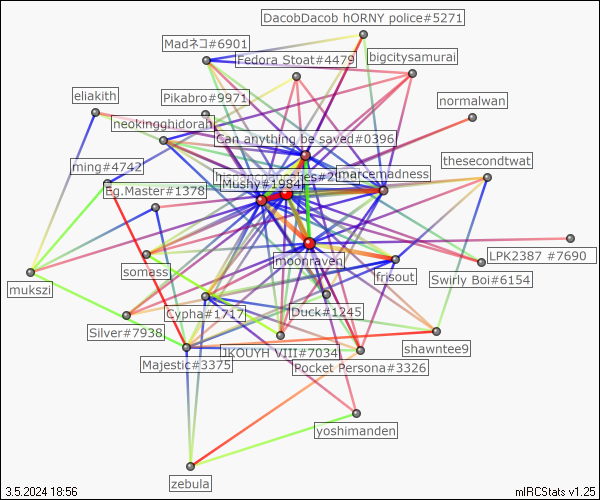 DacobDacob hORNY police#5271
Madネコ#6901
Fedora Stoat#4479
bigcitysamurai
eliakith
Pikabro#9971
normalwan
neokingghidorah
Can anything be saved#0396
thesecondtwat
ming#4742
marcemadness
Mushy#1984
Eg.Master#1378
LPK2387 #7690
moonraven
somassi
frisout
Swirly Boi#6154
mukszi
Cypha#1717
Duck#1245
Silver#7938
shawntee9
JKOUYH VIII#7034
Majestic#3375
Pocket Persona#3326
yoshimanden
zebula
3.5.2024 18:56
mIRCStats v1.25